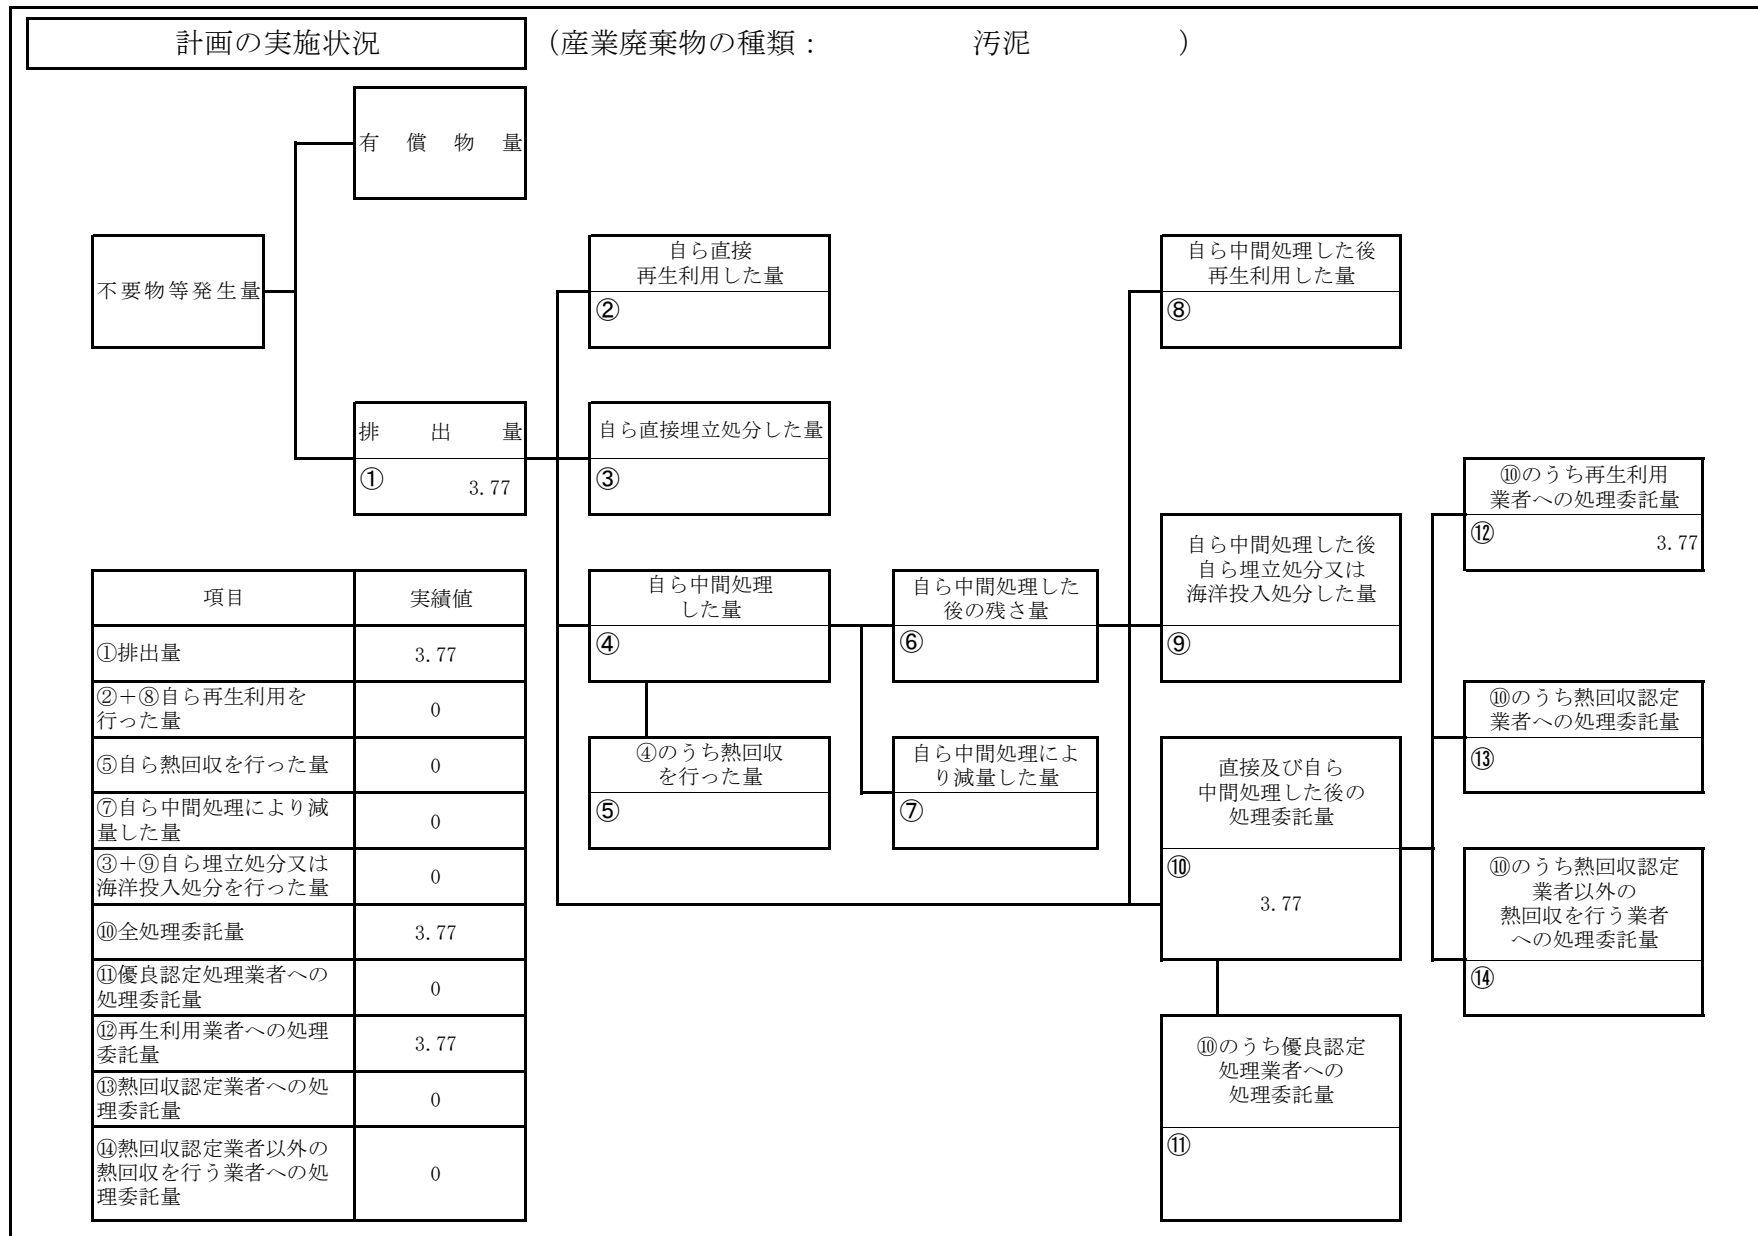 計画の実施状況
（産業廃棄物の種類： 汚泥 ）
有償物量
不要物等発生量
自ら直接
再生利用した量
②
自ら中間処理した後
再生利用した量
⑧
排出量
① 3.77
自ら直接埋立処分した量
③
⑩のうち再生利用
業者への処理委託量
⑫ 3.77
自ら中間処理した後
自ら埋立処分又は
海洋投入処分した量
⑨
自ら中間処理
した量
④
自ら中間処理した
後の残さ量
⑥
⑩のうち熱回収認定
業者への処理委託量
⑬
④のうち熱回収
を行った量
⑤
自ら中間処理によ
り減量した量
⑦
直接及び自ら
中間処理した後の
処理委託量
⑩
3.77
⑩のうち熱回収認定
業者以外の
熱回収を行う業者
への処理委託量
⑭
⑩のうち優良認定
処理業者への
処理委託量
⑪
項目 実績値
①排出量 3.77
②＋⑧自ら再生利用を
行った量 0
⑤自ら熱回収を行った量 0
⑦自ら中間処理により減
量した量 0
③＋⑨自ら埋立処分又は
海洋投入処分を行った量 0
⑩全処理委託量 3.77
⑪優良認定処理業者への
処理委託量 0
⑫再生利用業者への処理
委託量 3.77
⑬熱回収認定業者への処
理委託量 0
⑭熱回収認定業者以外の
熱回収を行う業者への処
理委託量 0